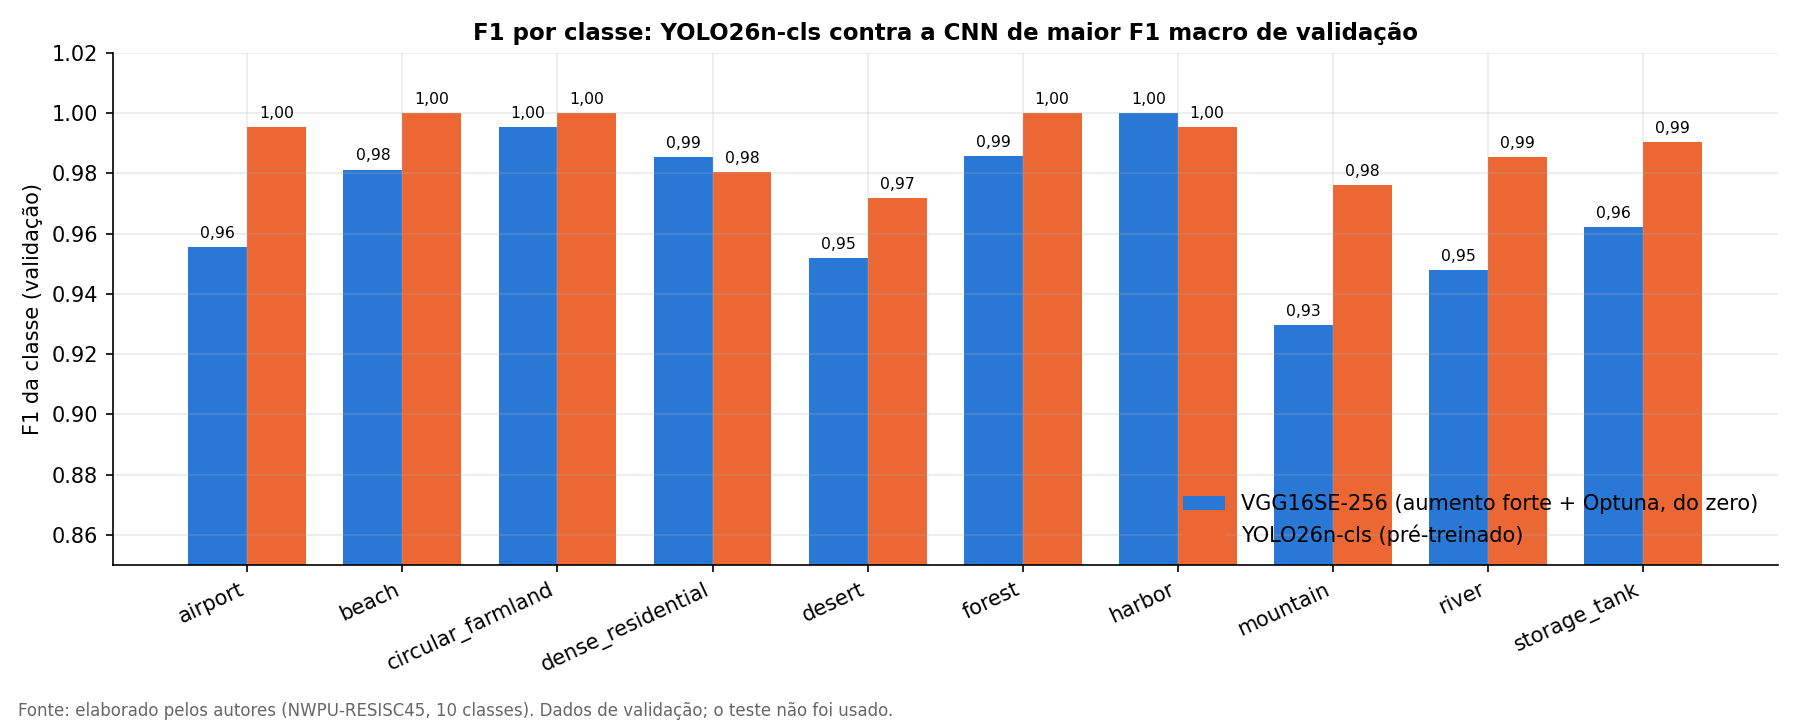 F1 por classe: YOLO26n-cls contra a CNN de maior F1 macro de validação
F1 da classe (validação)
1.02
1.00
0.98
0.96
0.94
0.92
0.90
0.88
0.86
0,96
1,00
0,98
1,00
1,00
1,00
0,99
0,98
0,95
0,97
0,99
1,00
1,00
1,00
0,93
0,98
0,95
0,99
0,96
0,99
VGG16SE-256 (aumento forte + Optuna, do zero)
YOLO26n-cls (pré-treinado)
airport
beach
circular_farmland
dense_residential
desert
forest
harbor
mountain
river
storage_tank
Fonte: elaborado pelos autores (NWPU-RESISC45, 10 classes). Dados de validação; o teste não foi usado.